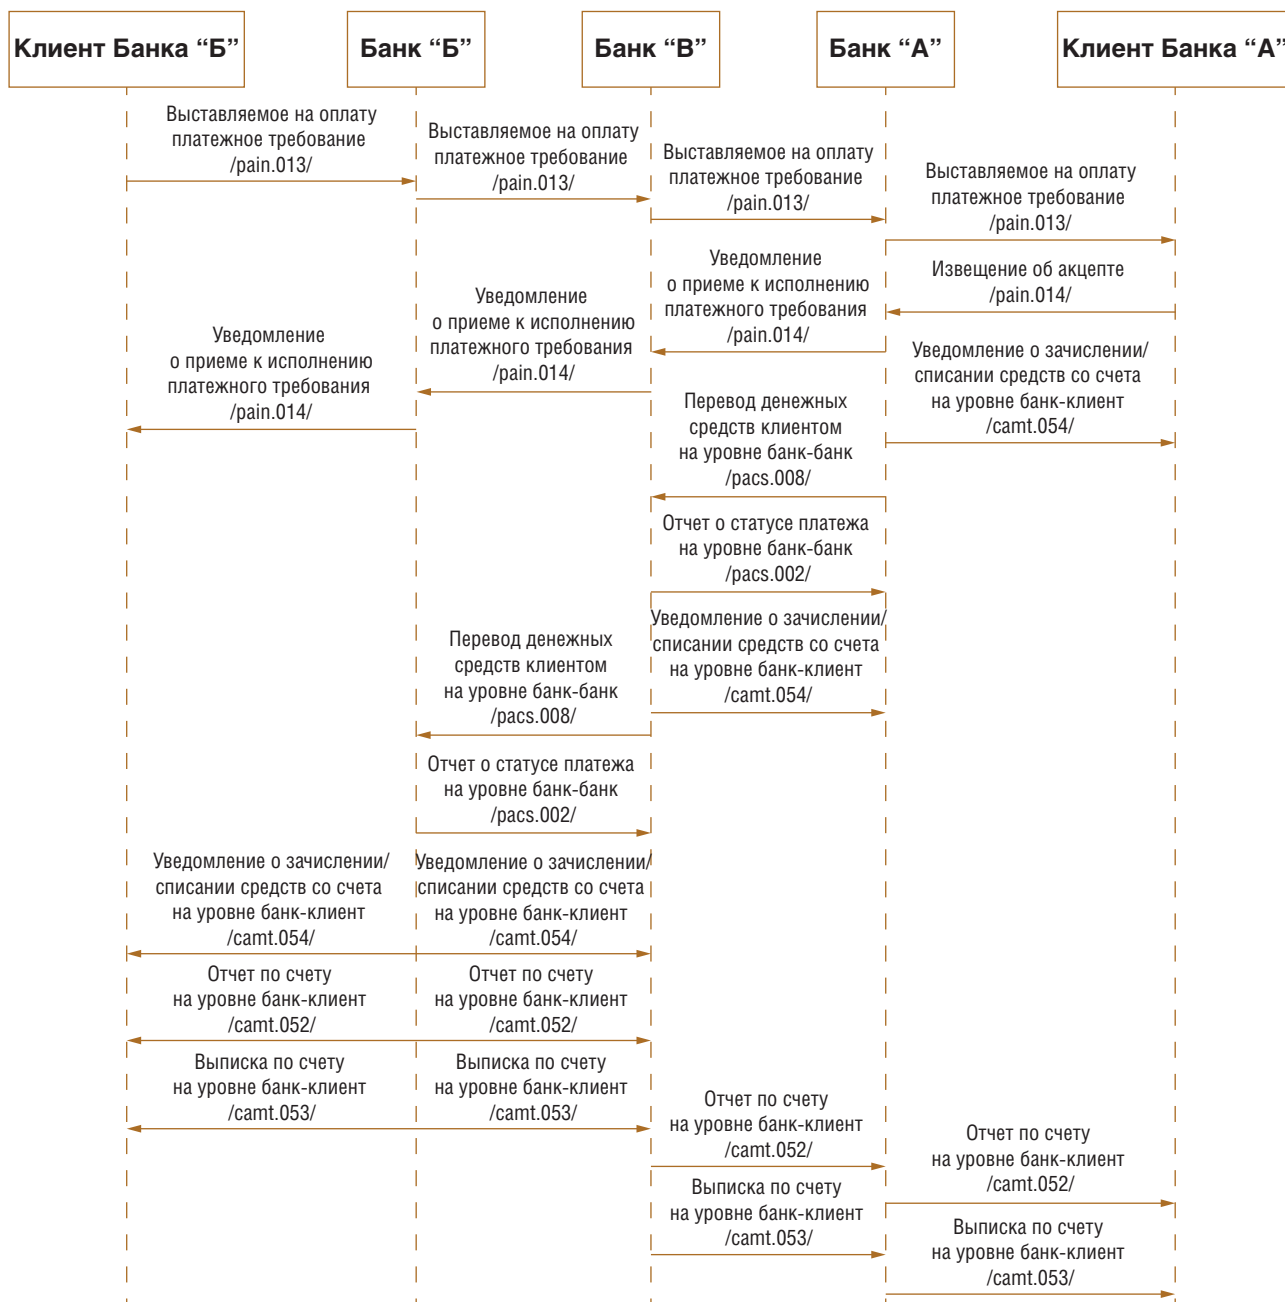 Клиент Банка “Б”
Банк “Б”
Банк “В”
Банк “А”
Клиент Банка “А”
Выставляемое на оплату
платежное требование
/pain.013/
Выставляемое на оплату
платежное требование
/pain.013/
Выставляемое на оплату
платежное требование
/pain.013/
Выставляемое на оплату
платежное требование
/pain.013/
Извещение об акцепте
/pain.014/
Уведомление
о приеме к исполнению
платежного требования
/pain.014/
Уведомление
о приеме к исполнению
платежного требования
/pain.014/
Уведомление
о приеме к исполнению
платежного требования
/pain.014/
Уведомление о зачислении/
списании средств со счета
на уровне банк-клиент
/camt.054/
Перевод денежных
средств клиентом
на уровне банк-банк
/pacs.008/
Отчет о статусе платежа
на уровне банк-банк
/pacs.002/
Уведомление о зачислении/
списании средств со счета
на уровне банк-клиент
/camt.054/
Перевод денежных
средств клиентом
на уровне банк-банк
/pacs.008/
Отчет о статусе платежа
на уровне банк-банк
/pacs.002/
Уведомление о зачислении/
списании средств со счета
на уровне банк-клиент
/camt.054/
Уведомление о зачислении/
списании средств со счета
на уровне банк-клиент
/camt.054/
Отчет по счету
на уровне банк-клиент
/camt.052/
Отчет по счету
на уровне банк-клиент
/camt.052/
Выписка по счету
на уровне банк-клиент
/camt.053/
Выписка по счету
на уровне банк-клиент
/camt.053/
Отчет по счету
на уровне банк-клиент
/camt.052/
Отчет по счету
на уровне банк-клиент
/camt.052/
Выписка по счету
на уровне банк-клиент
/camt.053/
Выписка по счету
на уровне банк-клиент
/camt.053/